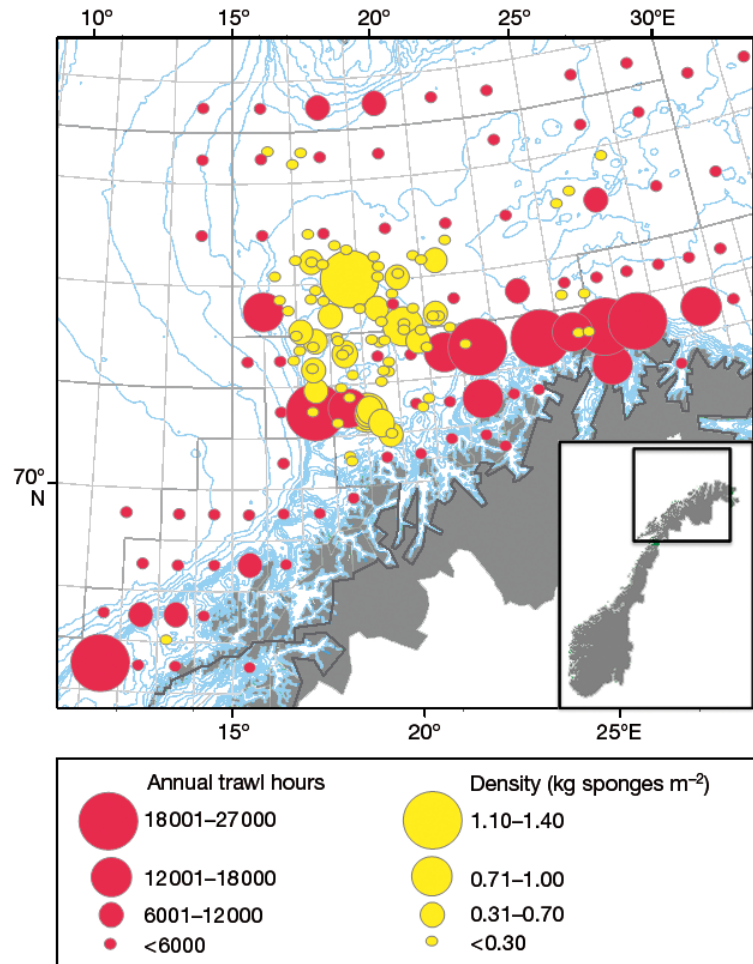 10° 15° 20° 25° 30°E
70°
N
15° 20° 25°E
Annual trawl hours
18001–27000
12001–18000
6001–12000
<6000
Density (kg sponges m⁻²)
1.10–1.40
0.71–1.00
0.31–0.70
<0.30